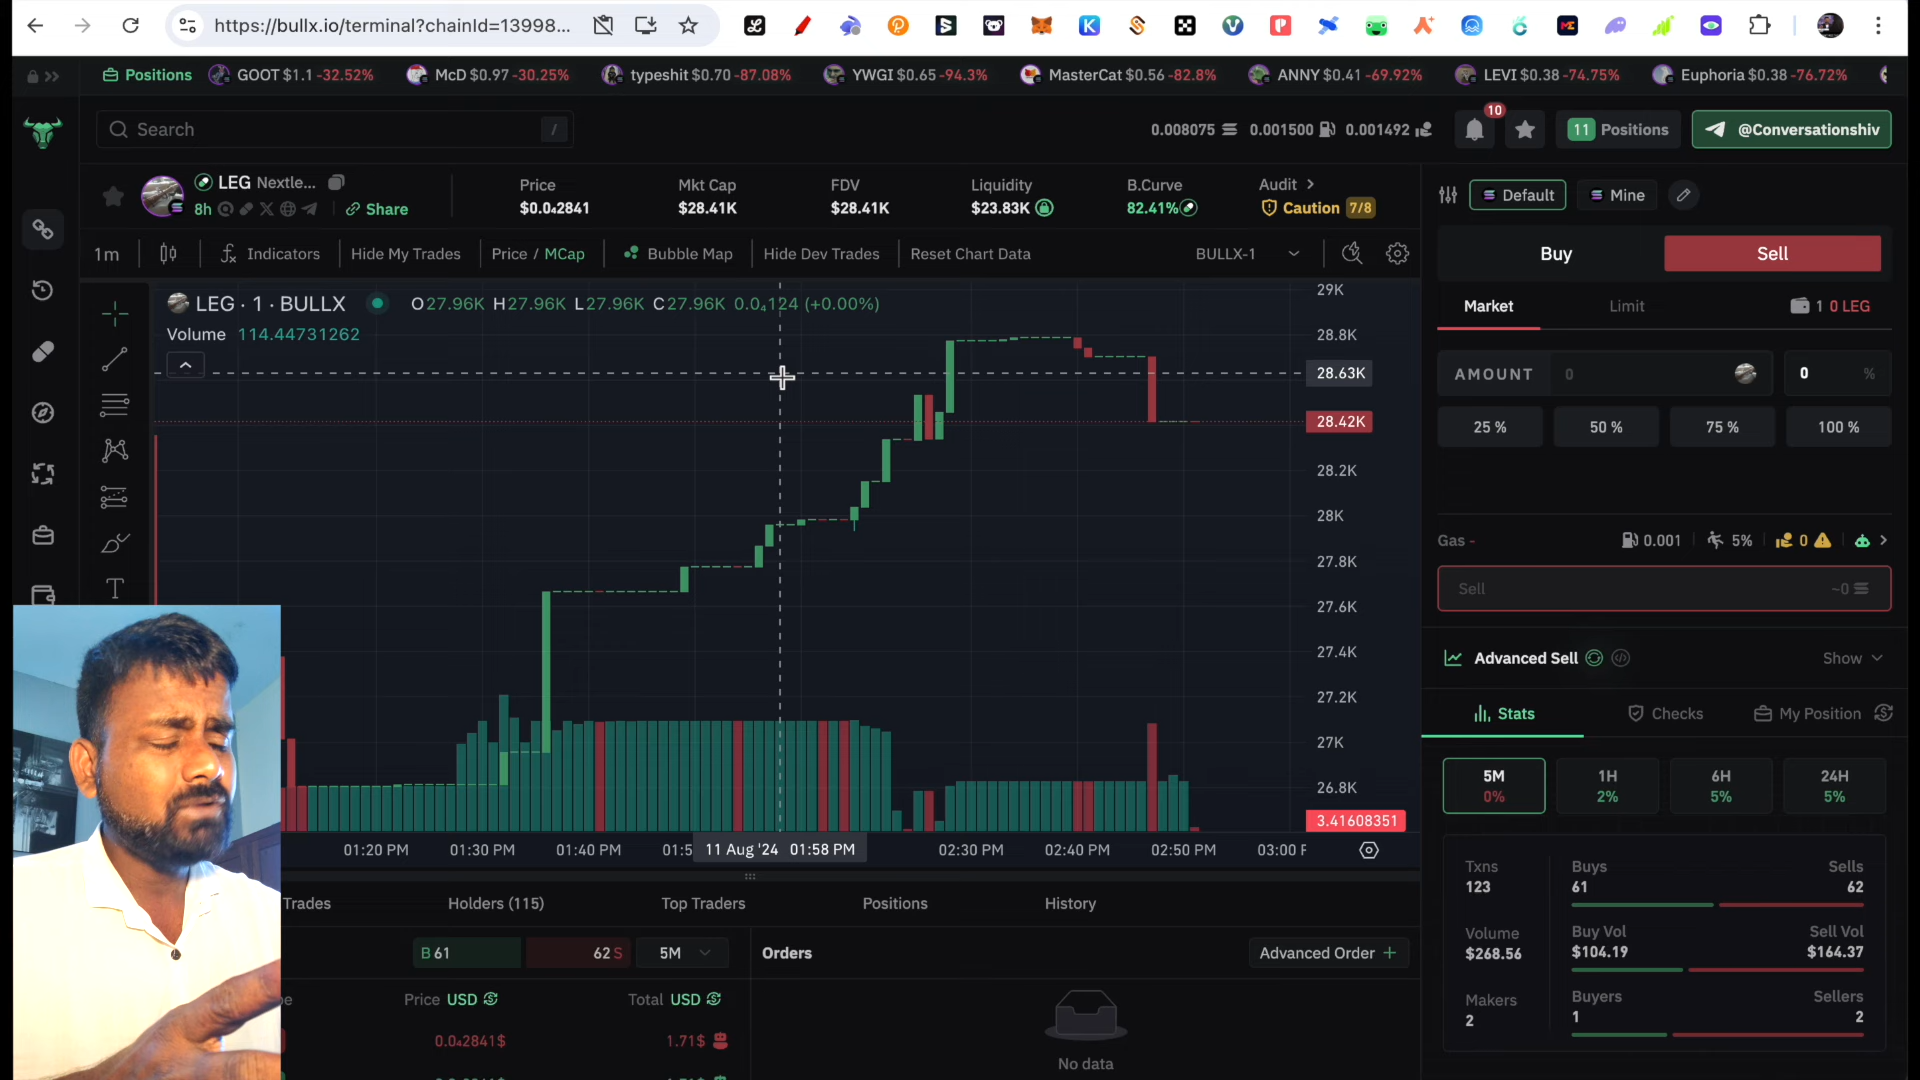 https://bullx.io/terminal?chainId=13998...
Positions GOOT $1.1 -32.52% McD $0.97 -30.25% typeshit $0.70 -87.08% YWGI $0.65 -94.3% MasterCat $0.56 -82.8% ANNY $0.41 -69.92% LEVI $0.38 -74.75% Euphoria $0.38 -76.72%
Search /
0.008075 0.001500 0.001492 10 11 Positions @Conversationshiv
LEG Nextle...
8h Share
Price
$0.0₄2841
Mkt Cap
$28.41K
FDV
$28.41K
Liquidity
$23.83K
B.Curve
82.41%
Audit
Caution 7/8
Default Mine
1m Indicators Hide My Trades Price / MCap Bubble Map Hide Dev Trades Reset Chart Data BULLX-1
Buy Sell
LEG · 1 · BULLX O27.96K H27.96K L27.96K C27.96K 0.0₄124 (+0.00%)
Volume 114.44731262
29K
28.8K
28.63K
28.42K
28.2K
28K
27.8K
27.6K
27.4K
27.2K
27K
26.8K
3.41608351
01:20 PM 01:30 PM 01:40 PM 01:5 11 Aug '24 01:58 PM 02:30 PM 02:40 PM 02:50 PM 03:00 P
Market Limit 1 0 LEG
AMOUNT 0 0 %
25 % 50 % 75 % 100 %
Gas - 0.001 5% 0
Sell ~0
Advanced Sell Show
Stats Checks My Position
5M 1H 6H 24H
0% 2% 5% 5%
Txns
123
Buys Sells
61 62
Volume
$268.56
Buy Vol Sell Vol
$104.19 $164.37
Makers
2
Buyers Sellers
1 2
Trades Holders (115) Top Traders Positions History
B 61 62 S 5M Orders Advanced Order +
Price USD Total USD
0.0₄2841$ 1.71$
No data